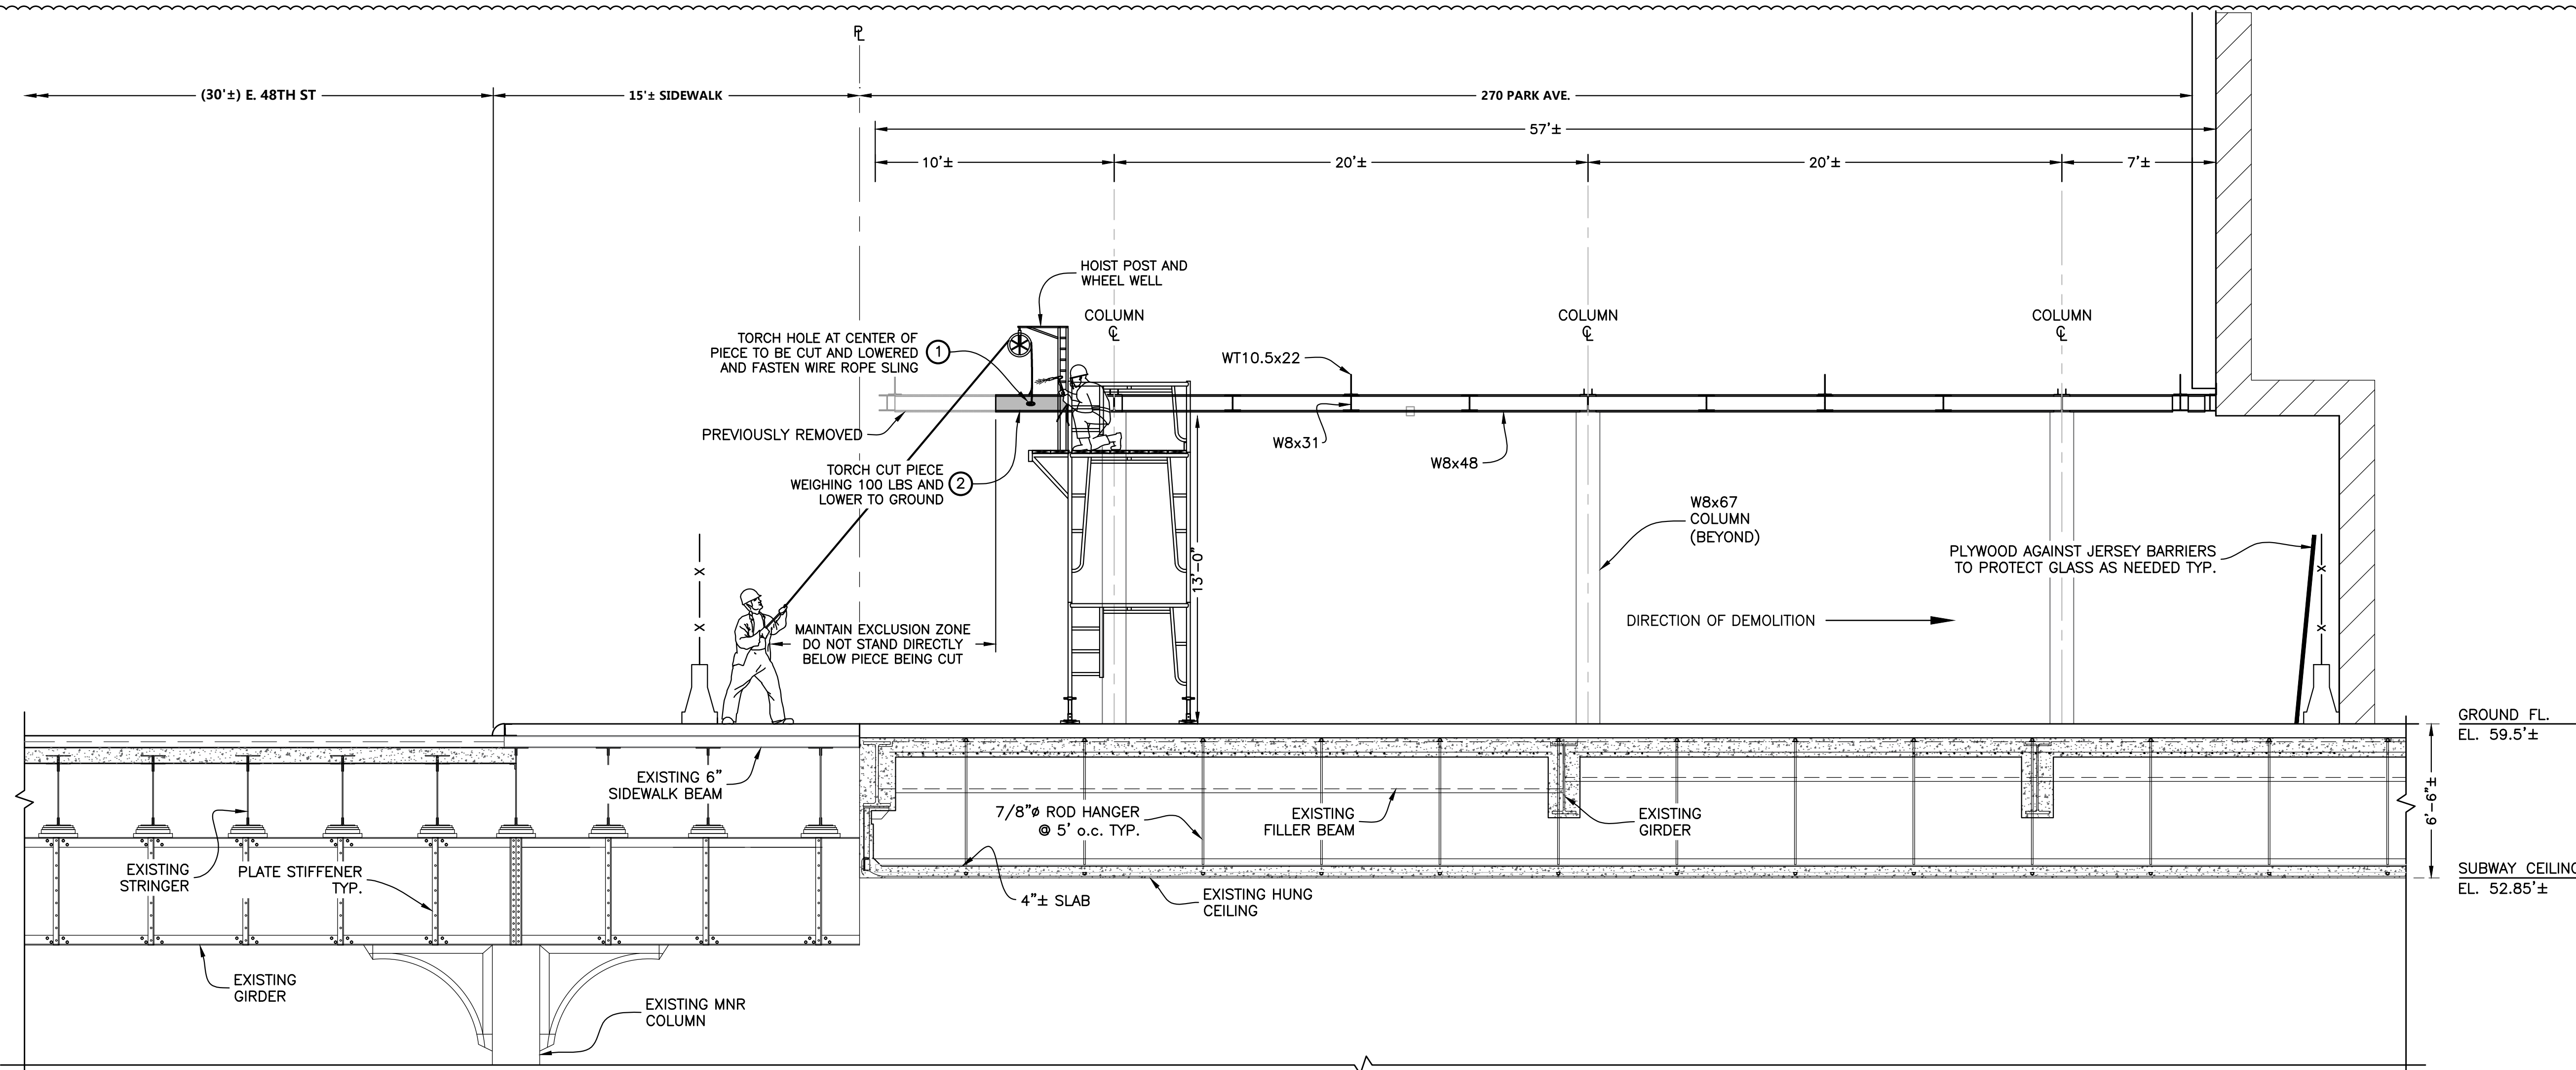 ℄
(30'±) E. 48TH ST
15'± SIDEWALK
270 PARK AVE.
57'±
10'±
20'±
20'±
7'±
HOIST POST AND
WHEEL WELL
COLUMN
℄
COLUMN
℄
COLUMN
℄
TORCH HOLE AT CENTER OF
PIECE TO BE CUT AND LOWERED
AND FASTEN WIRE ROPE SLING
1
WT10.5x22
PREVIOUSLY REMOVED
W8x31
W8x48
TORCH CUT PIECE
WEIGHING 100 LBS AND
LOWER TO GROUND
2
W8x67
COLUMN
(BEYOND)
13'-0"
PLYWOOD AGAINST JERSEY BARRIERS
TO PROTECT GLASS AS NEEDED TYP.
X
X
X
X
MAINTAIN EXCLUSION ZONE
DO NOT STAND DIRECTLY
BELOW PIECE BEING CUT
DIRECTION OF DEMOLITION
GROUND FL.
EL. 59.5'±
EXISTING 6"
SIDEWALK BEAM
7/8"ø ROD HANGER
@ 5' o.c. TYP.
EXISTING
FILLER BEAM
EXISTING
GIRDER
6'-6"±
EXISTING
STRINGER
PLATE STIFFENER
TYP.
4"± SLAB
EXISTING HUNG
CEILING
SUBWAY CEILING
EL. 52.85'±
EXISTING
GIRDER
EXISTING MNR
COLUMN